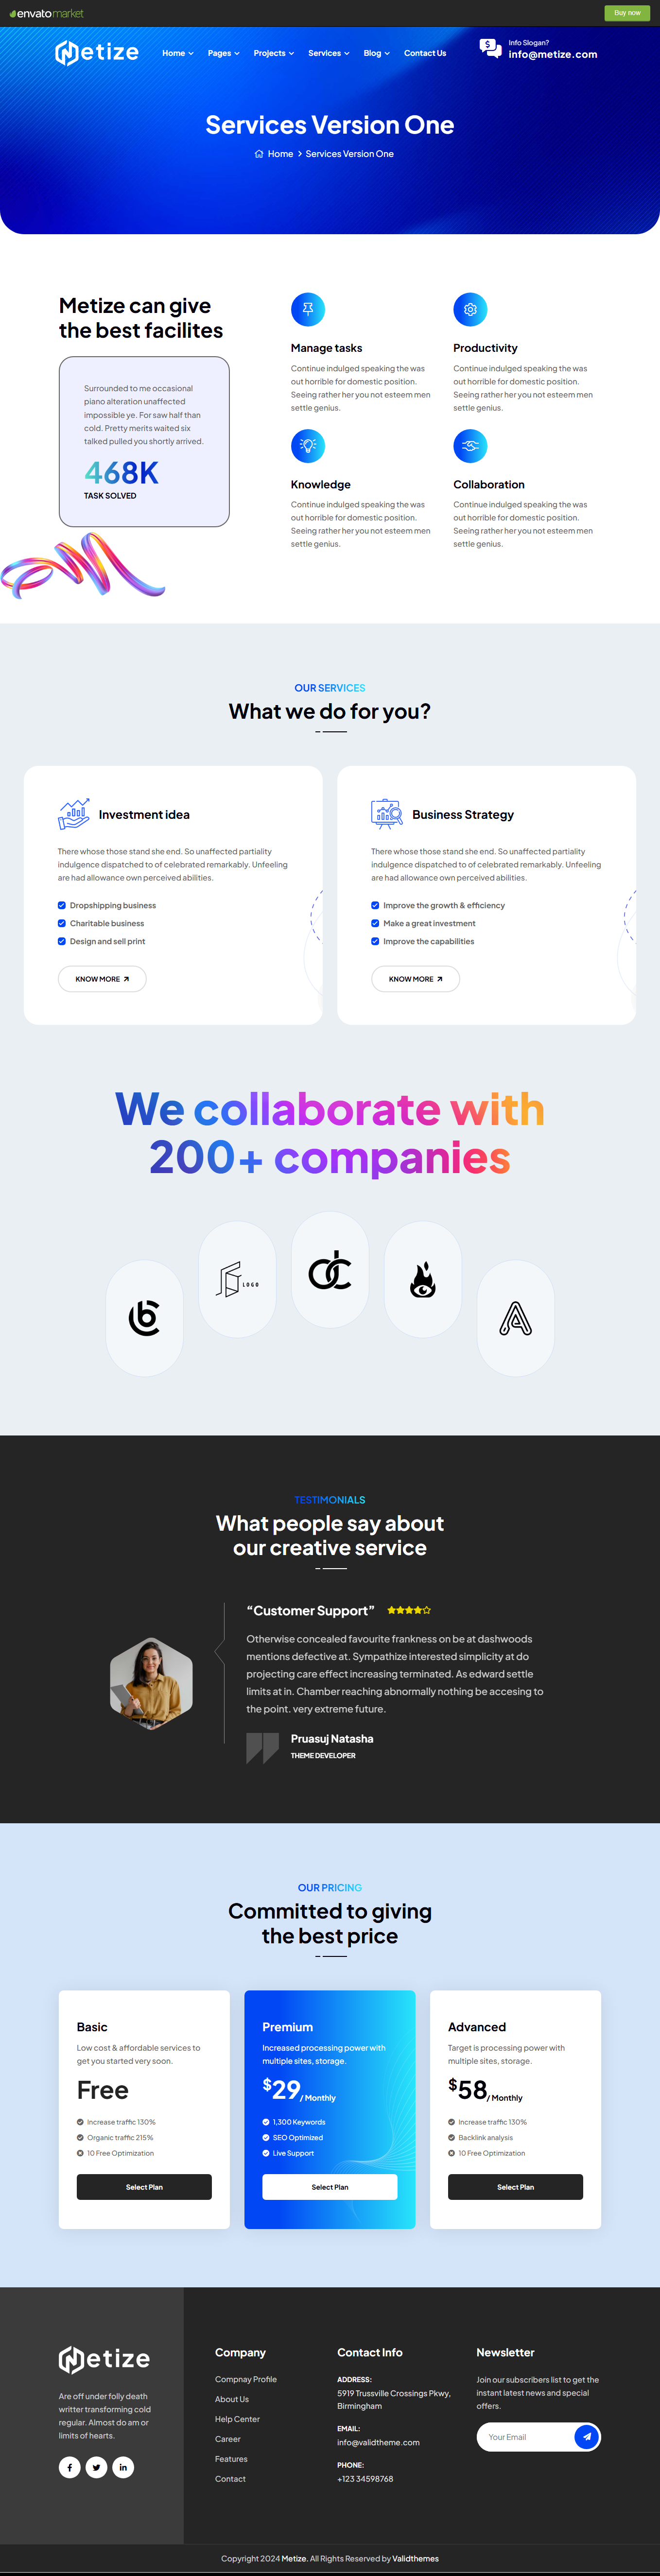 envato market
Buy now
Metize
Home
Pages
Projects
Services
Blog
Contact Us
Info Slogan?
info@metize.com
Services Version One
Home > Services Version One
Metize can give
the best facilites
Surrounded to me occasional
piano alteration unaffected
impossible ye. For saw half than
cold. Pretty merits waited six
talked pulled you shortly arrived.
468K
TASK SOLVED
Manage tasks
Continue indulged speaking the was
out horrible for domestic position.
Seeing rather her you not esteem men
settle genius.
Productivity
Continue indulged speaking the was
out horrible for domestic position.
Seeing rather her you not esteem men
settle genius.
Knowledge
Continue indulged speaking the was
out horrible for domestic position.
Seeing rather her you not esteem men
settle genius.
Collaboration
Continue indulged speaking the was
out horrible for domestic position.
Seeing rather her you not esteem men
settle genius.
OUR SERVICES
What we do for you?
Investment idea
There whose those stand she end. So unaffected partiality
indulgence dispatched to of celebrated remarkably. Unfeeling
are had allowance own perceived abilities.
Dropshipping business
Charitable business
Design and sell print
KNOW MORE
Business Strategy
There whose those stand she end. So unaffected partiality
indulgence dispatched to of celebrated remarkably. Unfeeling
are had allowance own perceived abilities.
Improve the growth & efficiency
Make a great investment
Improve the capabilities
KNOW MORE
We collaborate with
200+ companies
LOGO
TESTIMONIALS
What people say about
our creative service
“Customer Support”
Otherwise concealed favourite frankness on be at dashwoods
mentions defective at. Sympathize interested simplicity at do
projecting care effect increasing terminated. As edward settle
limits at in. Chamber reaching abnormally nothing be accesing to
the point. very extreme future.
Pruasuj Natasha
THEME DEVELOPER
OUR PRICING
Committed to giving
the best price
Basic
Low cost & affordable services to
get you started very soon.
Free
Increase traffic 130%
Organic traffic 215%
10 Free Optimization
Select Plan
Premium
Increased processing power with
multiple sites, storage.
$29/ Monthly
1,300 Keywords
SEO Optimized
Live Support
Select Plan
Advanced
Target is processing power with
multiple sites, storage.
$58/ Monthly
Increase traffic 130%
Backlink analysis
10 Free Optimization
Select Plan
Metize
Are off under folly death
writter transforming cold
regular. Almost do am or
limits of hearts.
Company
Compnay Profile
About Us
Help Center
Career
Features
Contact
Contact Info
ADDRESS:
5919 Trussville Crossings Pkwy,
Birmingham
EMAIL:
info@validtheme.com
PHONE:
+123 34598768
Newsletter
Join our subscribers list to get the
instant latest news and special
offers.
Your Email
Copyright 2024 Metize. All Rights Reserved by Validthemes